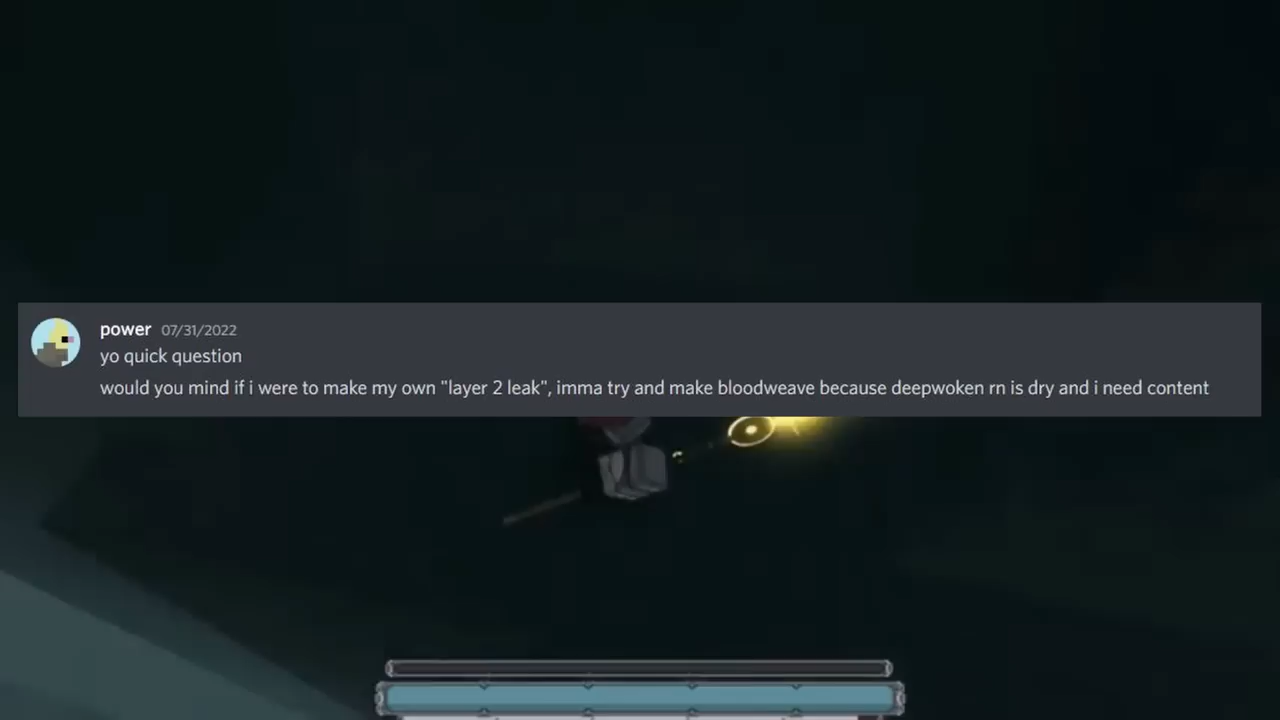 power 07/31/2022
yo quick question
would you mind if i were to make my own "layer 2 leak", imma try and make bloodweave because deepwoken rn is dry and i need content